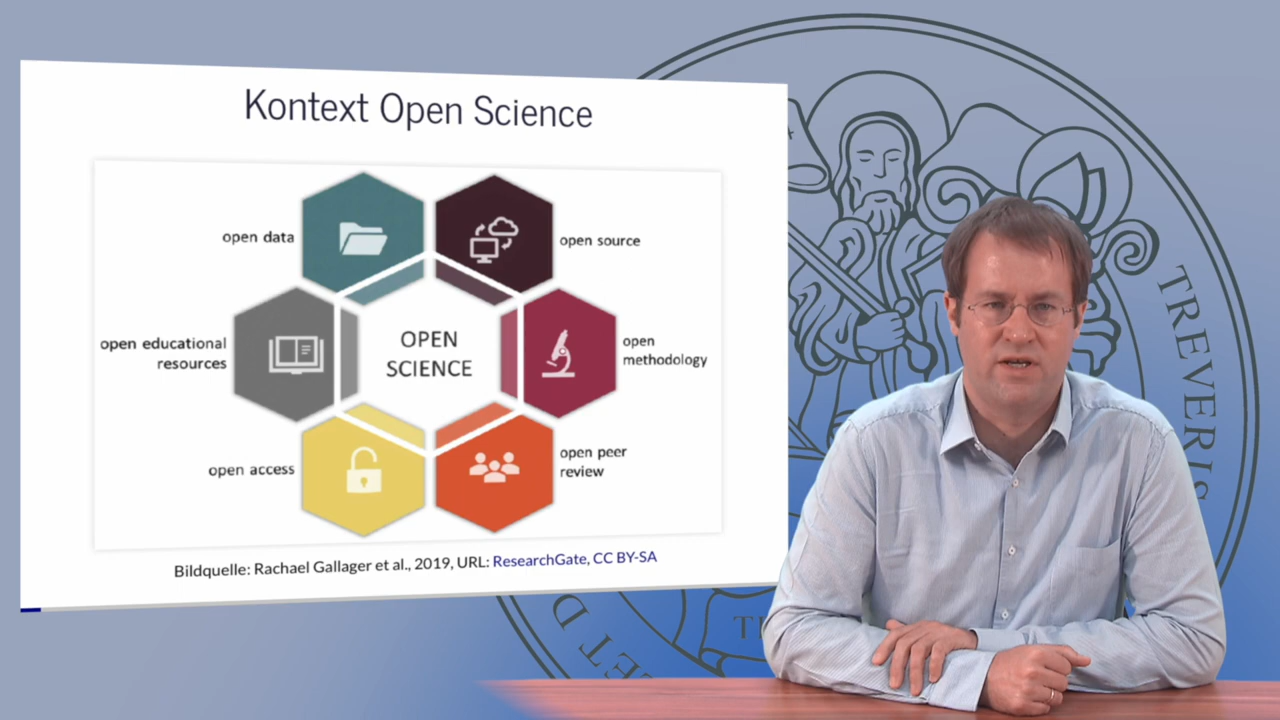 Kontext Open Science
open data
open source
open educational
resources
OPEN
SCIENCE
open
methodology
open access
open peer
review
Bildquelle: Rachael Gallager et al., 2019, URL: ResearchGate, CC BY-SA
TREVERIS
ET D